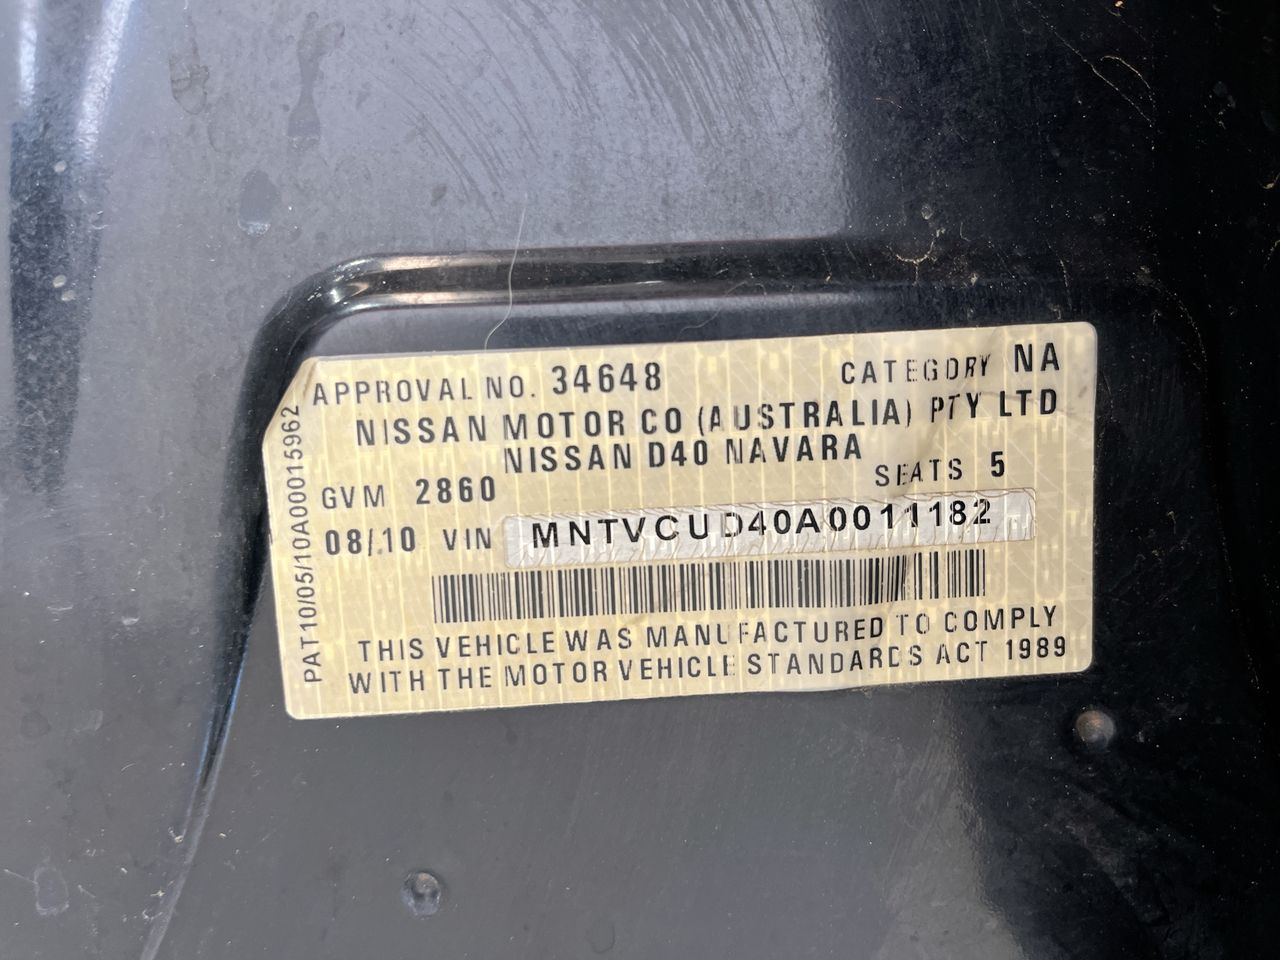 APPROVAL NO. 34648 CATEGORY NA
NISSAN MOTOR CO (AUSTRALIA) PTY LTD
NISSAN D40 NAVARA
GVM 2860 SEATS 5
08/10 VIN MNTVCUD40A0011182
THIS VEHICLE WAS MANUFACTURED TO COMPLY
WITH THE MOTOR VEHICLE STANDARDS ACT 1989
PAT10/05/10A00015962